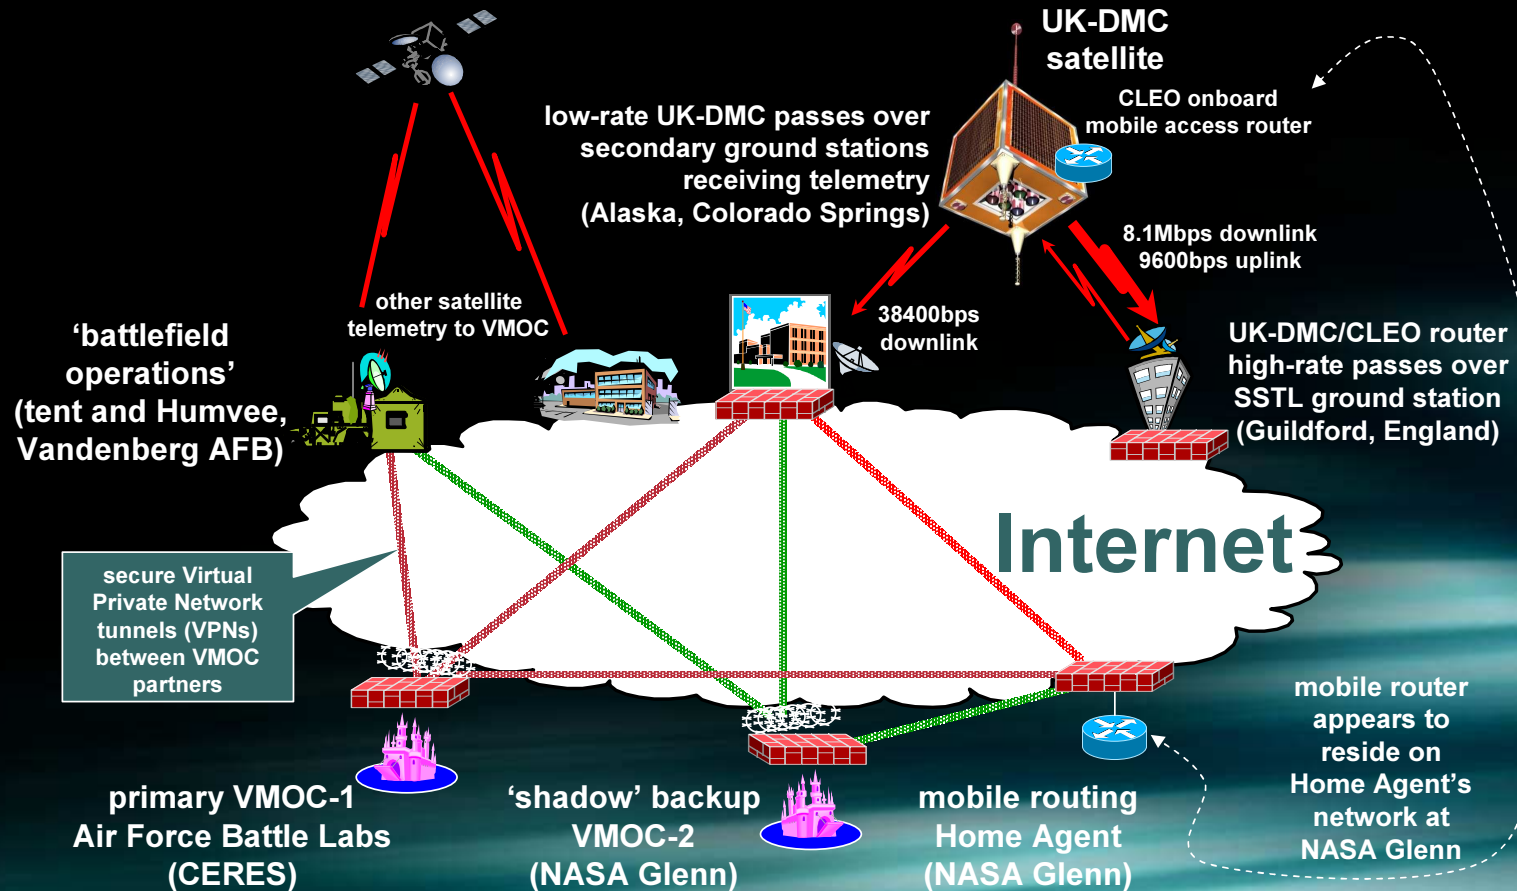 UK-DMC
satellite
CLEO onboard
mobile access router
low-rate UK-DMC passes over
secondary ground stations
receiving telemetry
(Alaska, Colorado Springs)
8.1Mbps downlink
9600bps uplink
other satellite
telemetry to VMOC
38400bps
downlink
‘battlefield
operations’
(tent and Humvee,
Vandenberg AFB)
UK-DMC/CLEO router
high-rate passes over
SSTL ground station
(Guildford, England)
Internet
secure Virtual
Private Network
tunnels (VPNs)
between VMOC
partners
mobile router
appears to
reside on
Home Agent’s
network at
NASA Glenn
primary VMOC-1
Air Force Battle Labs
(CERES)
‘shadow’ backup
VMOC-2
(NASA Glenn)
mobile routing
Home Agent
(NASA Glenn)